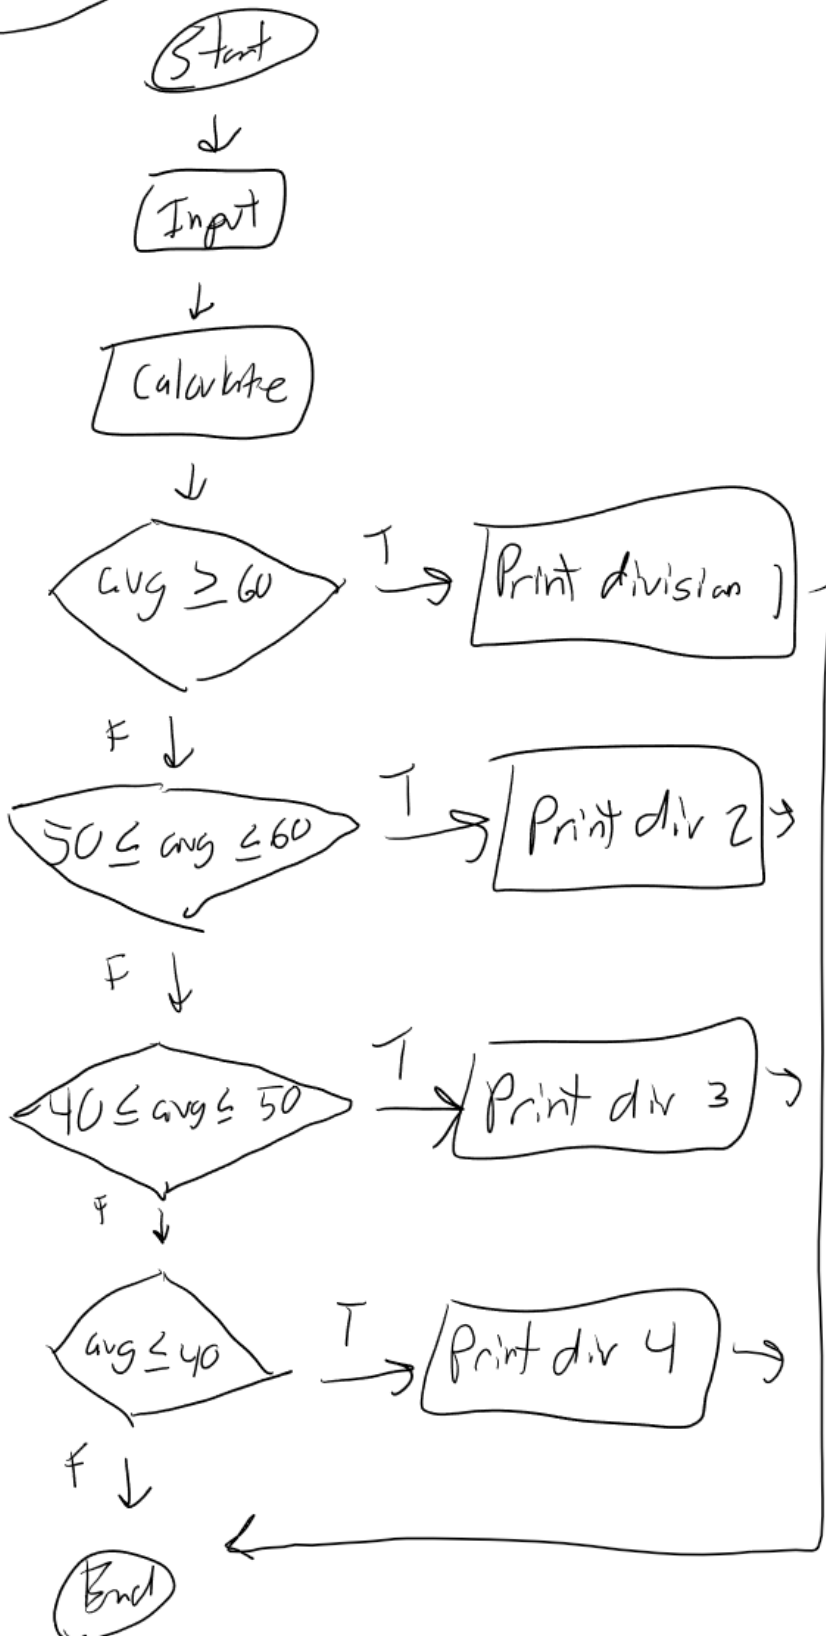 Start
Input
Calculate
avg ≥ 60
T
Print division 1
F
50 ≤ avg ≤ 60
T
Print div 2
F
40 ≤ avg ≤ 50
T
Print div 3
F
avg ≤ 40
T
Print div 4
F
End